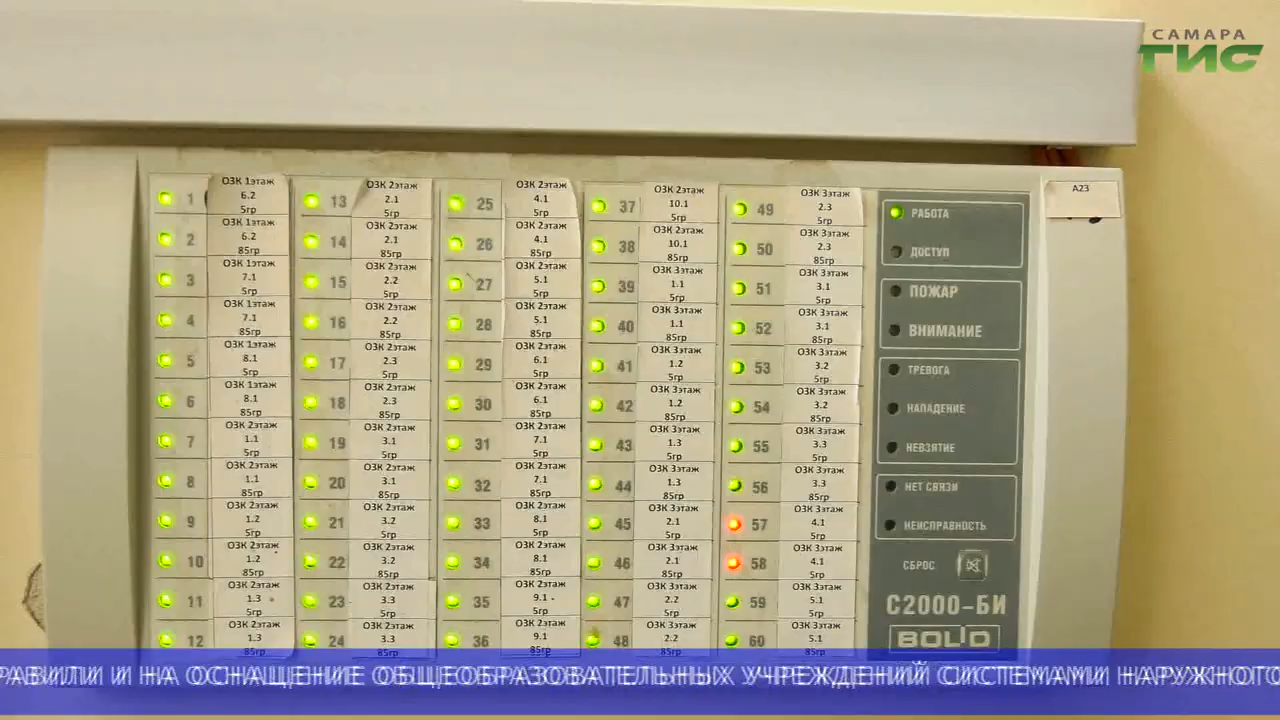 САМАРА
ГИС
1
ОЗК 1этаж
6.2
5гр
2
ОЗК 1этаж
6.2
85гр
3
ОЗК 1этаж
7.1
5гр
4
ОЗК 1этаж
7.1
85гр
5
ОЗК 1этаж
8.1
5гр
6
ОЗК 1этаж
8.1
85гр
7
ОЗК 2этаж
1.1
5гр
8
ОЗК 2этаж
1.1
85гр
9
ОЗК 2этаж
1.2
5гр
10
ОЗК 2этаж
1.2
85гр
11
ОЗК 2этаж
1.3
5гр
12
ОЗК 2этаж
1.3
13
ОЗК 2этаж
2.1
5гр
14
ОЗК 2этаж
2.1
85гр
15
ОЗК 2этаж
2.2
5гр
16
ОЗК 2этаж
2.2
85гр
17
ОЗК 2этаж
2.3
5гр
18
ОЗК 2этаж
2.3
85гр
19
ОЗК 2этаж
3.1
5гр
20
ОЗК 2этаж
3.1
85гр
21
ОЗК 2этаж
3.2
5гр
22
ОЗК 2этаж
3.2
85гр
23
ОЗК 2этаж
3.3
5гр
24
ОЗК 2этаж
3.3
85гр
25
ОЗК 2этаж
4.1
5гр
26
ОЗК 2этаж
4.1
85гр
27
ОЗК 2этаж
5.1
5гр
28
ОЗК 2этаж
5.1
85гр
29
ОЗК 2этаж
6.1
5гр
30
ОЗК 2этаж
6.1
85гр
31
ОЗК 2этаж
7.1
5гр
32
ОЗК 2этаж
7.1
85гр
33
ОЗК 2этаж
8.1
5гр
34
ОЗК 2этаж
8.1
85гр
35
ОЗК 2этаж
9.1
5гр
36
ОЗК 2этаж
9.1
85гр
37
ОЗК 2этаж
10.1
5гр
38
ОЗК 2этаж
10.1
85гр
39
ОЗК 3этаж
1.1
5гр
40
ОЗК 3этаж
1.1
85гр
41
ОЗК 3этаж
1.2
5гр
42
ОЗК 3этаж
1.2
85гр
43
ОЗК 3этаж
1.3
5гр
44
ОЗК 3этаж
1.3
85гр
45
ОЗК 3этаж
2.1
5гр
46
ОЗК 3этаж
2.1
85гр
47
ОЗК 3этаж
2.2
5гр
48
ОЗК 3этаж
2.2
49
ОЗК 3этаж
2.3
5гр
50
ОЗК 3этаж
2.3
85гр
51
ОЗК 3этаж
3.1
5гр
52
ОЗК 3этаж
3.1
85гр
53
ОЗК 3этаж
3.2
5гр
54
ОЗК 3этаж
3.2
85гр
55
ОЗК 3этаж
3.3
5гр
56
ОЗК 3этаж
3.3
85гр
57
ОЗК 3этаж
4.1
5гр
58
ОЗК 3этаж
4.1
85гр
59
ОЗК 3этаж
5.1
5гр
60
ОЗК 3этаж
5.1
РАБОТА
ДОСТУП
ПОЖАР
ВНИМАНИЕ
ТРЕВОГА
НАПАДЕНИЕ
НЕВЗЯТИЕ
НЕТ СВЯЗИ
НЕИСПРАВНОСТЬ
СБРОС
С2000-БИ
BOLID
А23
РАВИЛИ И НА ОСНАЩЕНИЕ ОБЩЕОБРАЗОВАТЕЛЬНЫХ УЧРЕЖДЕНИЙ СИСТЕМАМИ НАРУЖНОГО